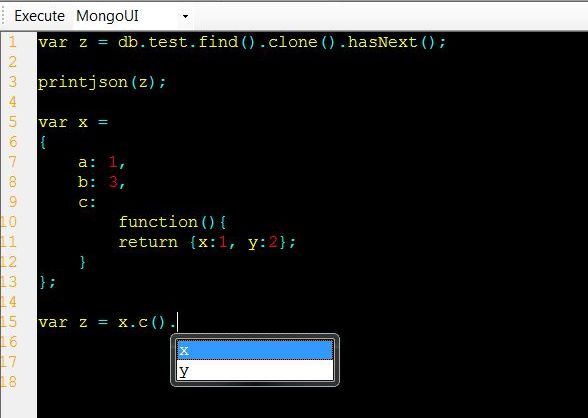 Execute MongoUI
1 var z = db.test.find().clone().hasNext();
2
3 printjson(z);
4
5 var x =
6 {
7 a: 1,
8 b: 3,
9 c:
10 function(){
11 return {x:1, y:2};
12 }
13 };
14
15 var z = x.c().
16 x
17 y
18